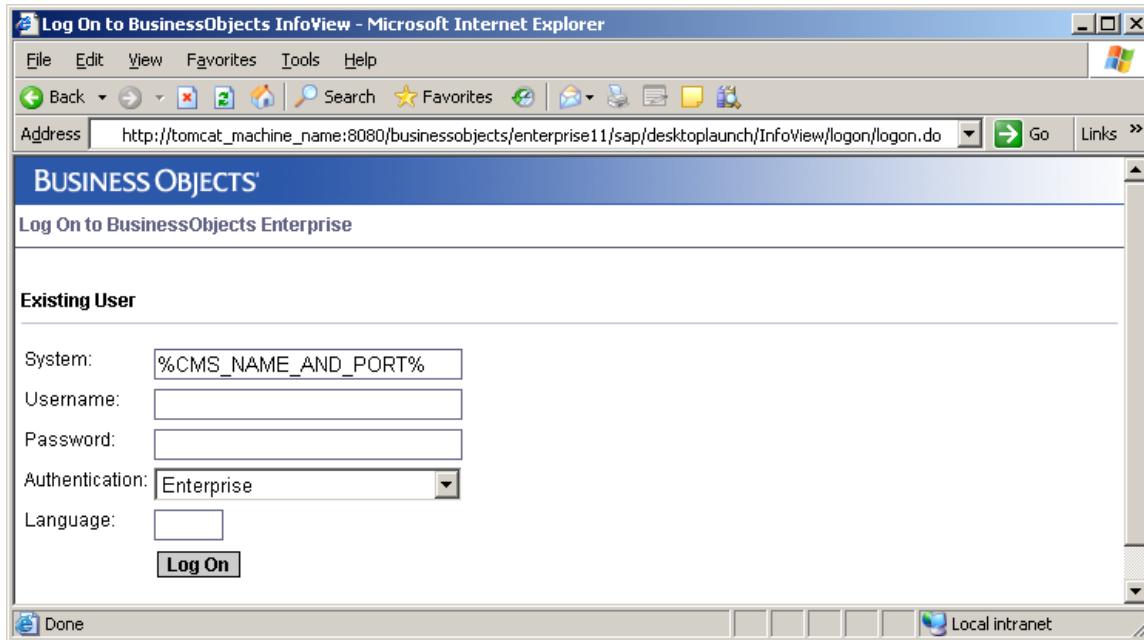 Log On to BusinessObjects InfoView - Microsoft Internet Explorer
File Edit View Favorites Tools Help
Back Search Favorites
Address http://tomcat_machine_name:8080/businessobjects/enterprise11/sap/desktoplaunch/InfoView/logon/logon.do Go Links »
BUSINESS OBJECTS'
Log On to BusinessObjects Enterprise
Existing User
System: %CMS_NAME_AND_PORT%
Username:
Password:
Authentication: Enterprise
Language:
Log On
Done Local intranet